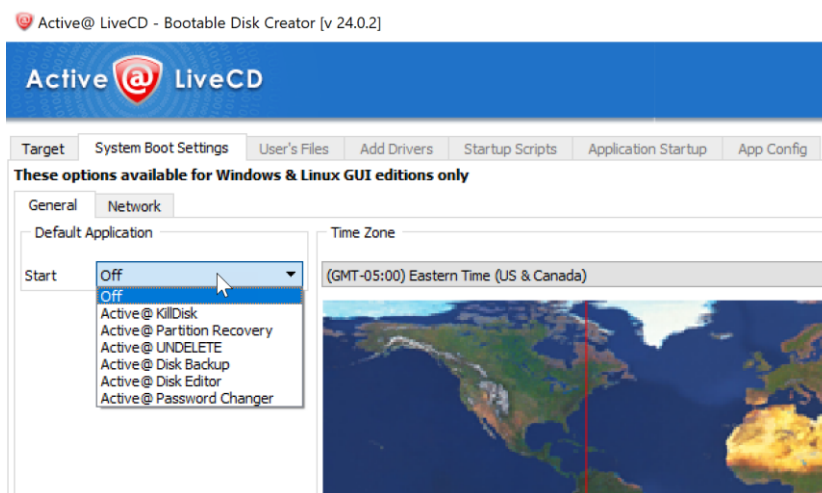 Active@ LiveCD - Bootable Disk Creator [v 24.0.2]
Active@ LiveCD
Target System Boot Settings User's Files Add Drivers Startup Scripts Application Startup App Config
These options available for Windows & Linux GUI editions only
General Network
Default Application Time Zone
Start Off (GMT-05:00) Eastern Time (US & Canada)
Off
Active@ KillDisk
Active@ Partition Recovery
Active@ UNDELETE
Active@ Disk Backup
Active@ Disk Editor
Active@ Password Changer